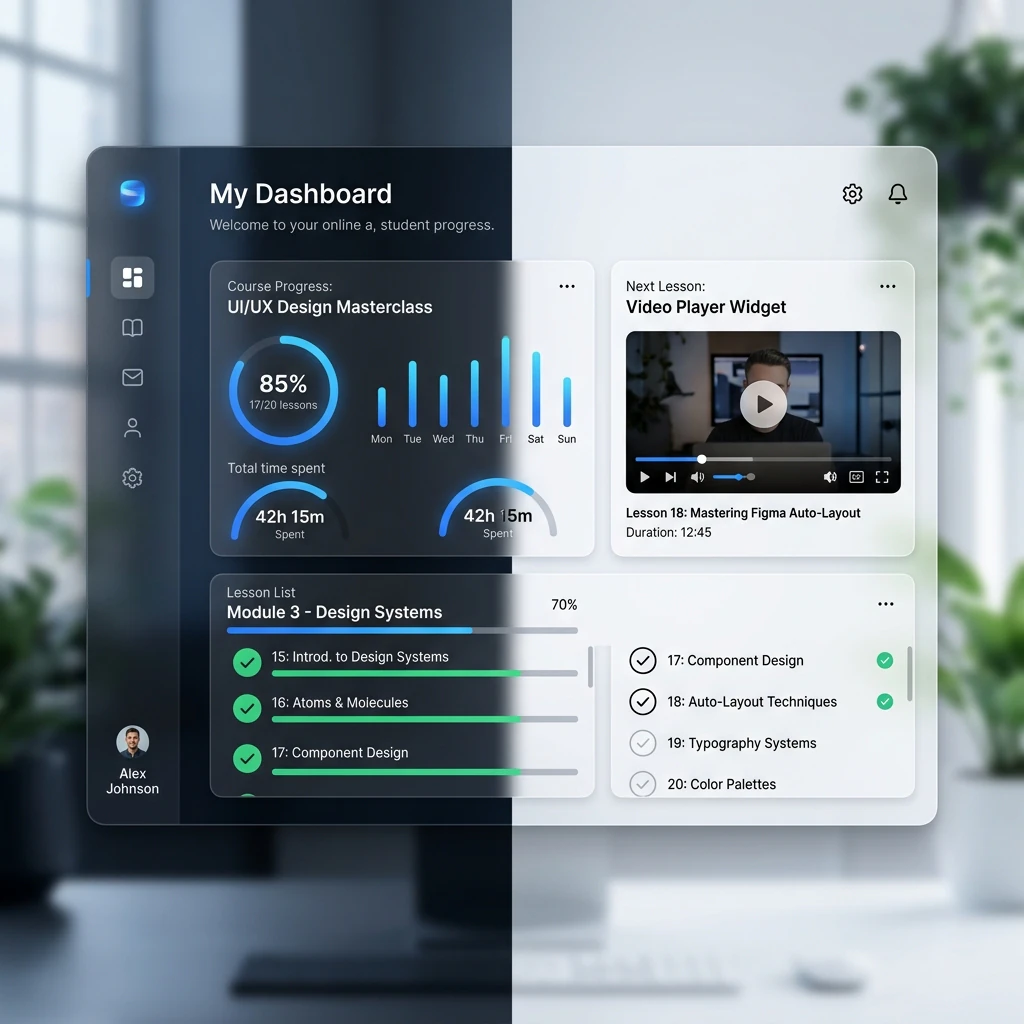 My Dashboard
Welcome to your online a, student progress.
Course Progress:
UI/UX Design Masterclass
85%
17/20 lessons
Mon Tue Wed Thu Fri Sat Sun
Total time spent
42h 15m
Spent
42h 15m
Spent
Next Lesson:
Video Player Widget
CC
Lesson 18: Mastering Figma Auto-Layout
Duration: 12:45
Lesson List
Module 3 - Design Systems
70%
15: Introd. to Design Systems
16: Atoms & Molecules
17: Component Design
17: Component Design
18: Auto-Layout Techniques
19: Typography Systems
20: Color Palettes
Alex
Johnson